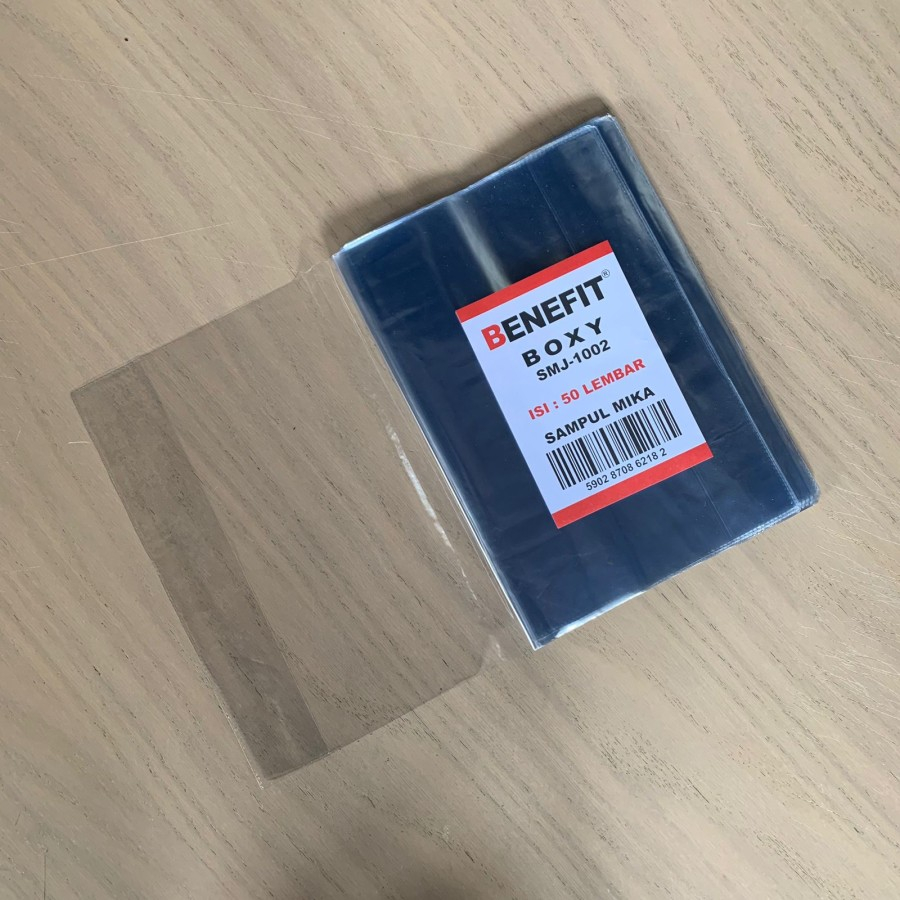 BENEFIT®
BOXY
SMJ-1002
ISI : 50 LEMBAR
SAMPUL MIKA
5902 8708 6218 2